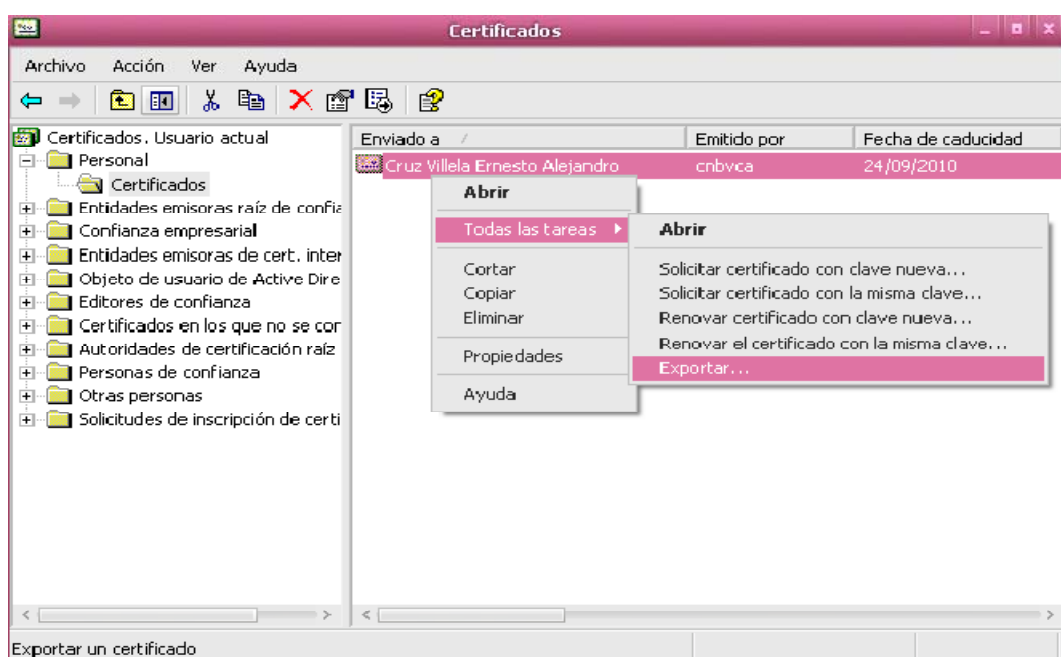 Certificados
Archivo Acción Ver Ayuda
Certificados. Usuario actual
Personal
Certificados
Entidades emisoras raíz de confia
Confianza empresarial
Entidades emisoras de cert. inter
Objeto de usuario de Active Dire
Editores de confianza
Certificados en los que no se con
Autoridades de certificación raíz
Personas de confianza
Otras personas
Solicitudes de inscripción de certi
Enviado a Emitido por Fecha de caducidad
Cruz Villela Ernesto Alejandro cnbvca 24/09/2010
Abrir
Todas las tareas
Cortar
Copiar
Eliminar
Propiedades
Ayuda
Abrir
Solicitar certificado con clave nueva...
Solicitar certificado con la misma clave...
Renovar certificado con clave nueva...
Renovar el certificado con la misma clave...
Exportar...
Exportar un certificado